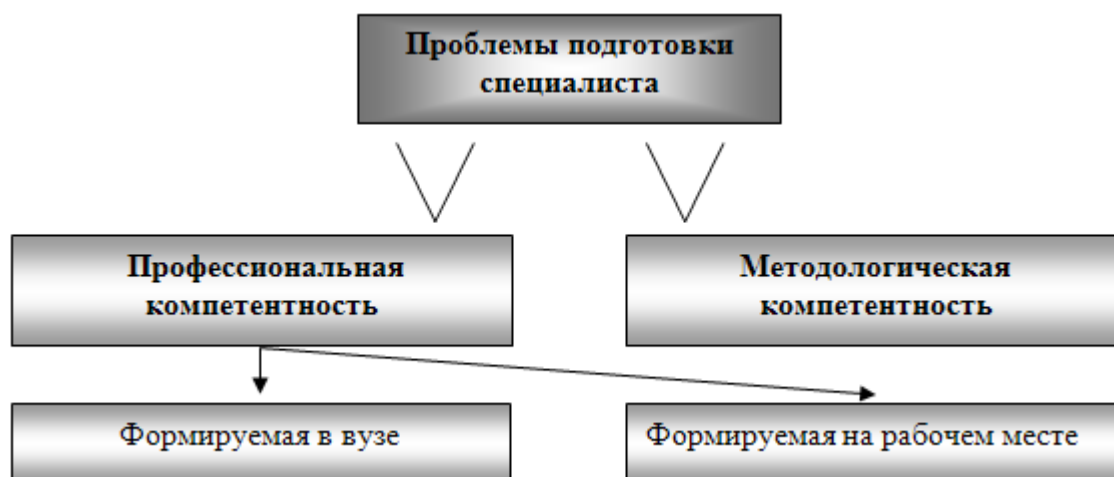 Проблемы подготовки
специалиста
Профессиональная
компетентность
Методологическая
компетентность
Формируемая в вузе
Формируемая на рабочем месте